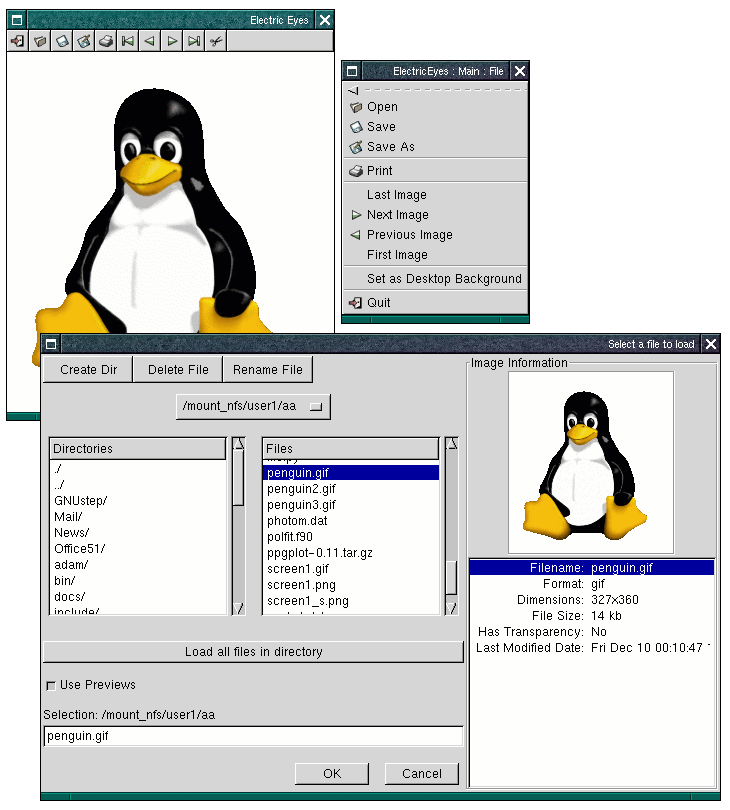 Electric Eyes
ElectricEyes : Main : File
Open
Save
Save As
Print
Last Image
Next Image
Previous Image
First Image
Set as Desktop Background
Quit
Select a file to load
Create Dir
Delete File
Rename File
/mount_nfs/user1/aa
Directories
./
../
GNUstep/
Mail/
News/
Office51/
adam/
bin/
docs/
include/
Files
penguin.gif
penguin2.gif
penguin3.gif
photom.dat
polfit.f90
ppgplot-0.11.tar.gz
screen1.gif
screen1.png
screen1_s.png
Load all files in directory
Use Previews
Selection: /mount_nfs/user1/aa
penguin.gif
OK
Cancel
Image Information
Filename: penguin.gif
Format: gif
Dimensions: 327x360
File Size: 14 kb
Has Transparency: No
Last Modified Date: Fri Dec 10 00:10:47